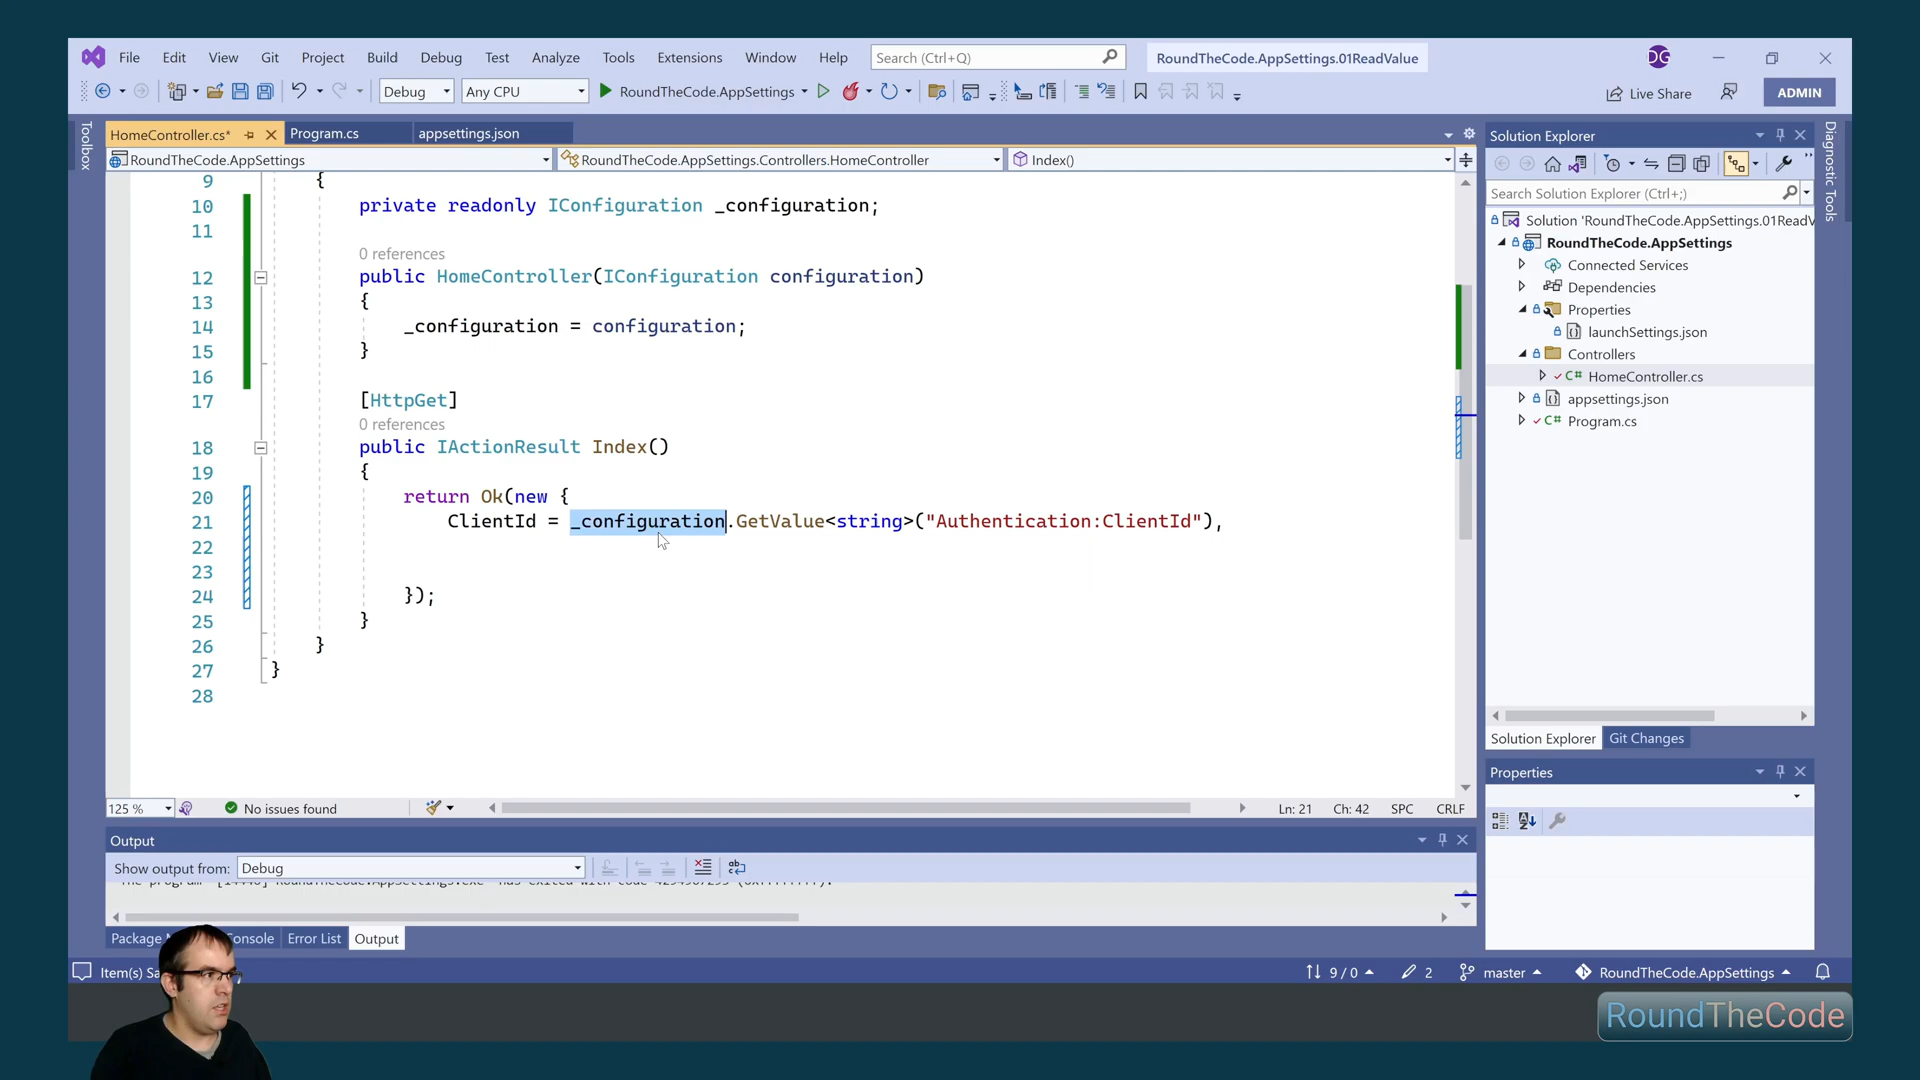 File Edit View Git Project Build Debug Test Analyze Tools Extensions Window Help Search (Ctrl+Q) RoundTheCode.AppSettings.01ReadValue DG
Debug Any CPU RoundTheCode.AppSettings Live Share ADMIN
Toolbox
HomeController.cs* Program.cs appsettings.json
RoundTheCode.AppSettings RoundTheCode.AppSettings.Controllers.HomeController Index()
9 {
10 private readonly IConfiguration _configuration;
11
0 references
12 public HomeController(IConfiguration configuration)
13 {
14 _configuration = configuration;
15 }
16
17 [HttpGet]
0 references
18 public IActionResult Index()
19 {
20 return Ok(new {
21 ClientId = _configuration.GetValue<string>("Authentication:ClientId"),
22
23
24 });
25 }
26 }
27 }
28
125 % No issues found Ln: 21 Ch: 42 SPC CRLF
Output
Show output from: Debug
Package Console Error List Output
Solution Explorer
Search Solution Explorer (Ctrl+;)
Solution 'RoundTheCode.AppSettings.01ReadV
RoundTheCode.AppSettings
Connected Services
Dependencies
Properties
launchSettings.json
Controllers
C# HomeController.cs
appsettings.json
C# Program.cs
Solution Explorer Git Changes
Properties
Diagnostic Tools
Item(s) 9 / 0 2 master RoundTheCode.AppSettings
RoundTheCode